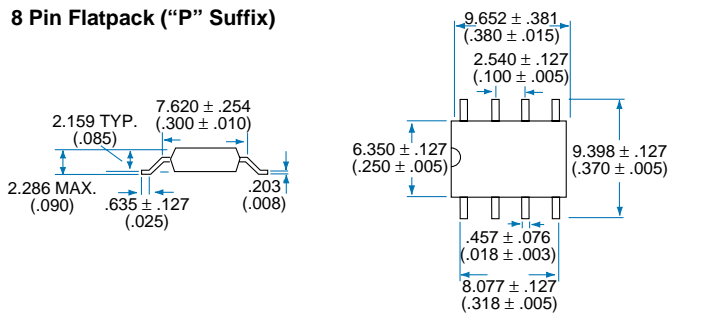 8 Pin Flatpack (“P” Suffix)
9.652 ± .381
(.380 ± .015)
2.540 ± .127
(.100 ± .005)
7.620 ± .254
(.300 ± .010)
2.159 TYP.
(.085)
2.286 MAX.
(.090)
.635 ± .127
(.025)
.203
(.008)
6.350 ± .127
(.250 ± .005)
9.398 ± .127
(.370 ± .005)
.457 ± .076
(.018 ± .003)
8.077 ± .127
(.318 ± .005)